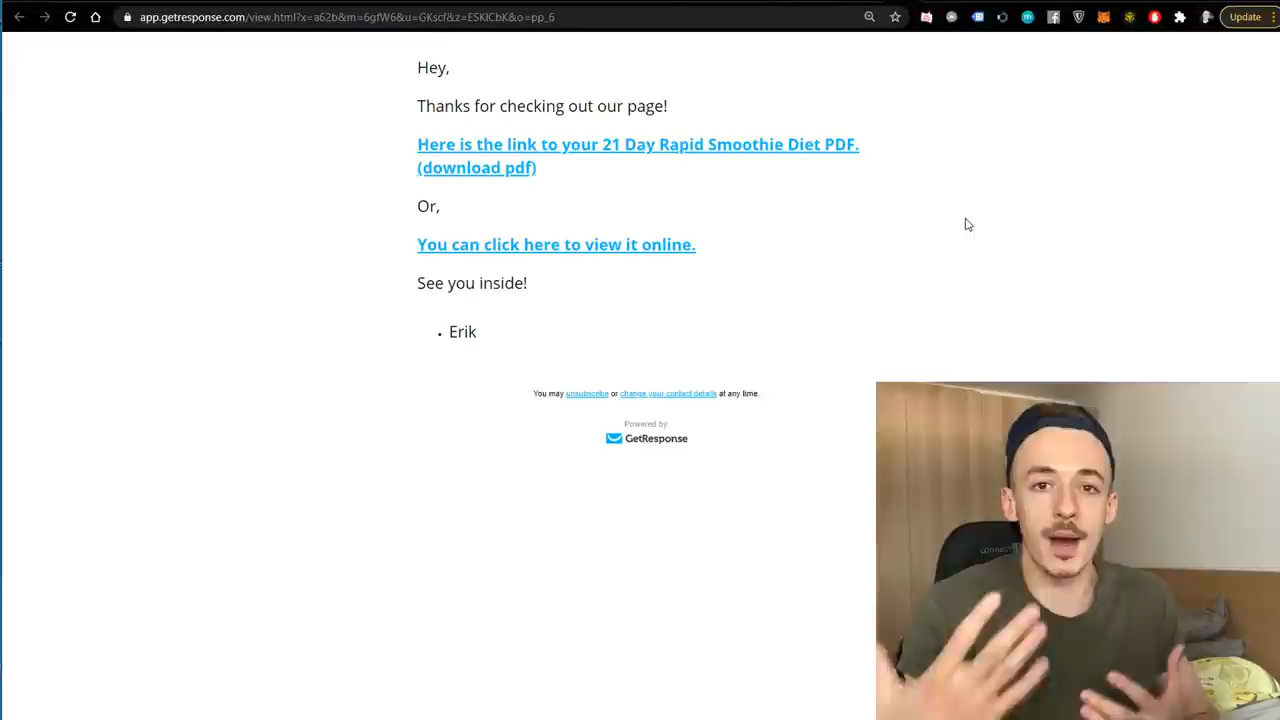 app.getresponse.com/view.html?x=a62b&m=6gfW6&u=GKscf&z=ESKlCbK&o=pp_6
Update
Hey,
Thanks for checking out our page!
Here is the link to your 21 Day Rapid Smoothie Diet PDF.
(download pdf)
Or,
You can click here to view it online.
See you inside!
• Erik
You may unsubscribe or change your contact details at any time.
Powered by:
GetResponse